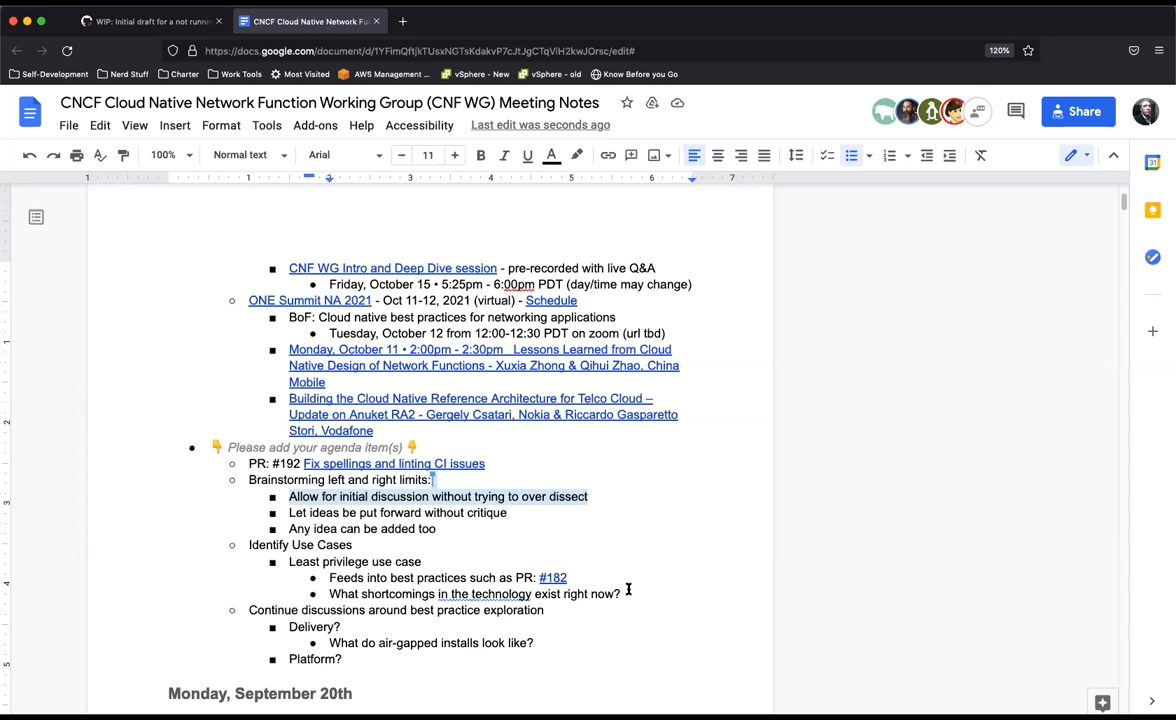 WIP: Initial draft for a not runnin
CNCF Cloud Native Network Fu
https://docs.google.com/document/d/1YFimQftjkTUsxNGTsKdakvP7cJtJgCTqViH2kwJOrsc/edit#
120%
Self-Development
Nerd Stuff
Charter
Work Tools
Most Visited
AWS Management ...
vSphere - New
vSphere - old
Know Before you Go
CNCF Cloud Native Network Function Working Group (CNF WG) Meeting Notes
Share
File Edit View Insert Format Tools Add-ons Help Accessibility Last edit was seconds ago
100% Normal text Arial 11
1 1 2 3 4 5 6 7
CNF WG Intro and Deep Dive session - pre-recorded with live Q&A
Friday, October 15 • 5:25pm - 6:00pm PDT (day/time may change)
ONE Summit NA 2021 - Oct 11-12, 2021 (virtual) - Schedule
BoF: Cloud native best practices for networking applications
Tuesday, October 12 from 12:00-12:30 PDT on zoom (url tbd)
Monday, October 11 • 2:00pm - 2:30pm Lessons Learned from Cloud
Native Design of Network Functions - Xuxia Zhong & Qihui Zhao, China
Mobile
Building the Cloud Native Reference Architecture for Telco Cloud –
Update on Anuket RA2 - Gergely Csatari, Nokia & Riccardo Gasparetto
Stori, Vodafone
👇 Please add your agenda item(s) 👇
PR: #192 Fix spellings and linting CI issues
Brainstorming left and right limits:
Allow for initial discussion without trying to over dissect
Let ideas be put forward without critique
Any idea can be added too
Identify Use Cases
Least privilege use case
Feeds into best practices such as PR: #182
What shortcomings in the technology exist right now?
Continue discussions around best practice exploration
Delivery?
What do air-gapped installs look like?
Platform?
Monday, September 20th